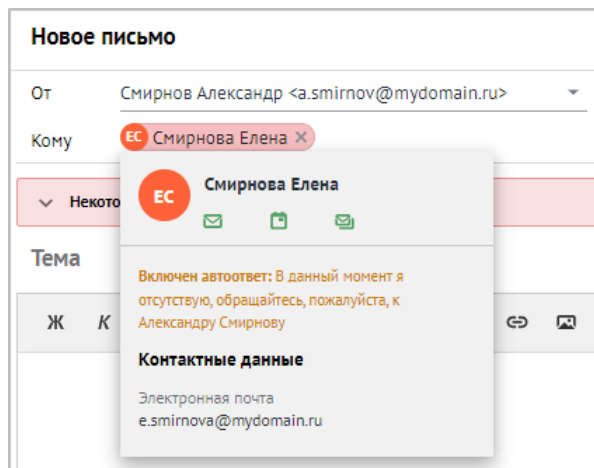 Новое письмо
От Смирнов Александр <a.smirnov@mydomain.ru>
Кому ЕС Смирнова Елена
ЕС Смирнова Елена
Тема
Включен автоответ: В данный момент я
отсутствую, обращайтесь, пожалуйста, к
Александру Смирнову
Ж К
Контактные данные
Электронная почта
e.smirnova@mydomain.ru